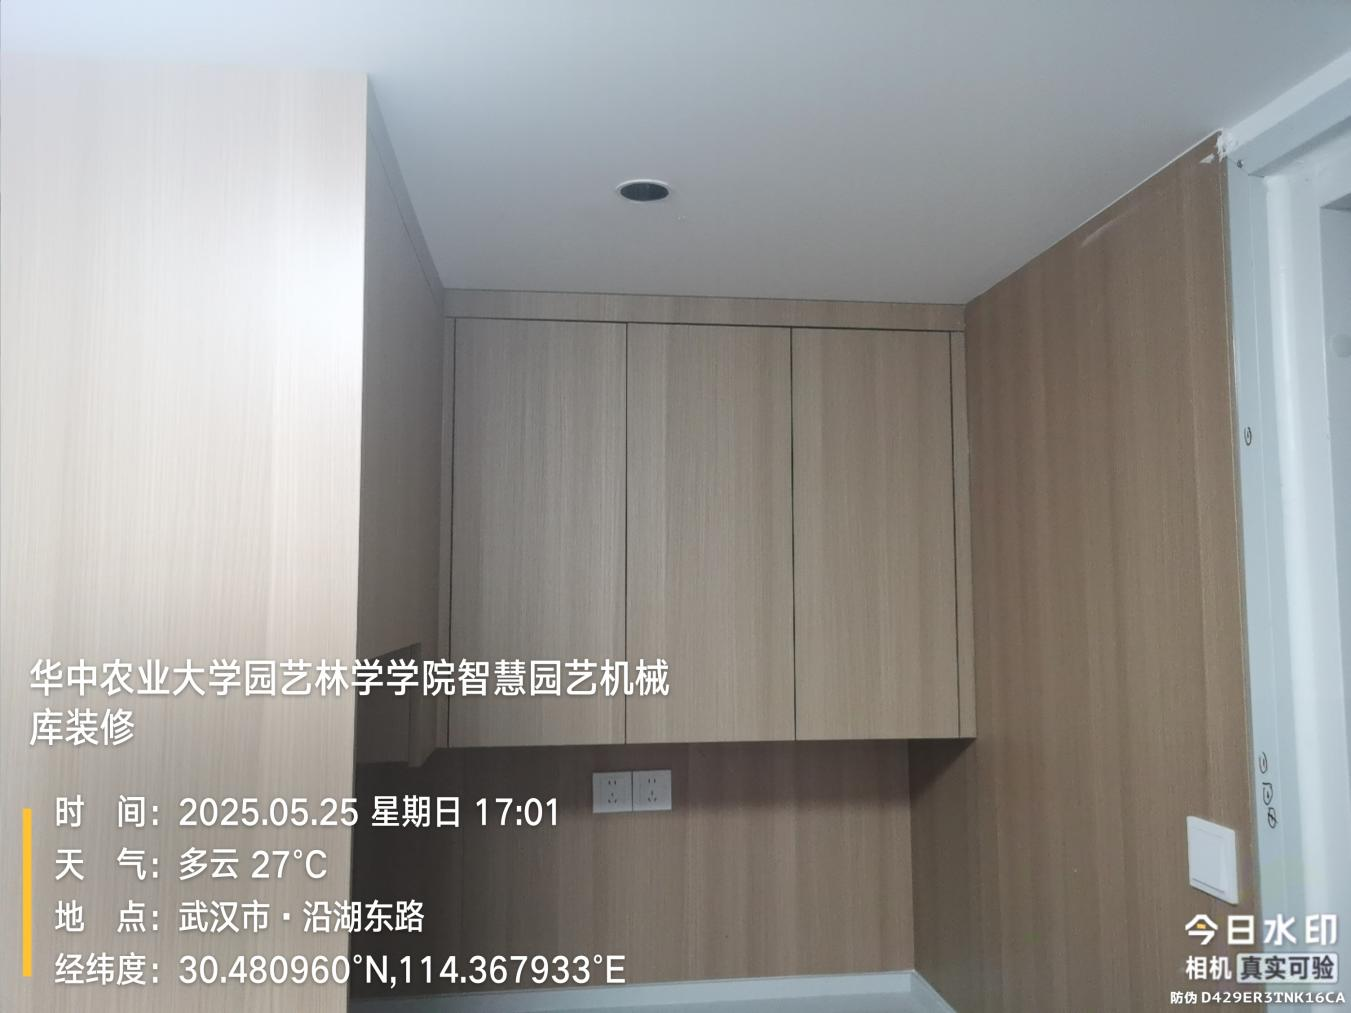 华中农业大学园艺林学学院智慧园艺机械
库装修
时 间：2025.05.25 星期日 17:01
天 气：多云 27°C
地 点：武汉市·沿湖东路
经纬度：30.480960°N,114.367933°E
今日水印
相机 真实可验
防伪 D429ER3TNK16CA